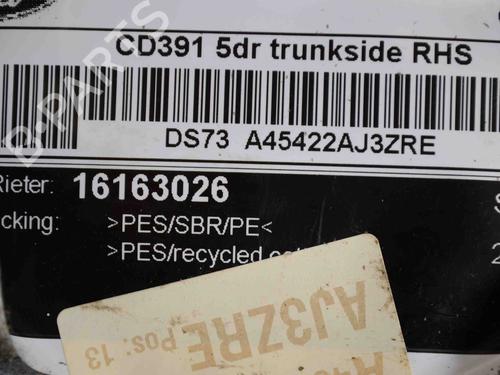 CD391 5dr trunkside RHS
DS73 A45422AJ3ZRE
Rieter: 16163026
cking: >PES/SBR/PE<
>PES/recycled
AJ3ZRE
Pos: 13
B-Parts